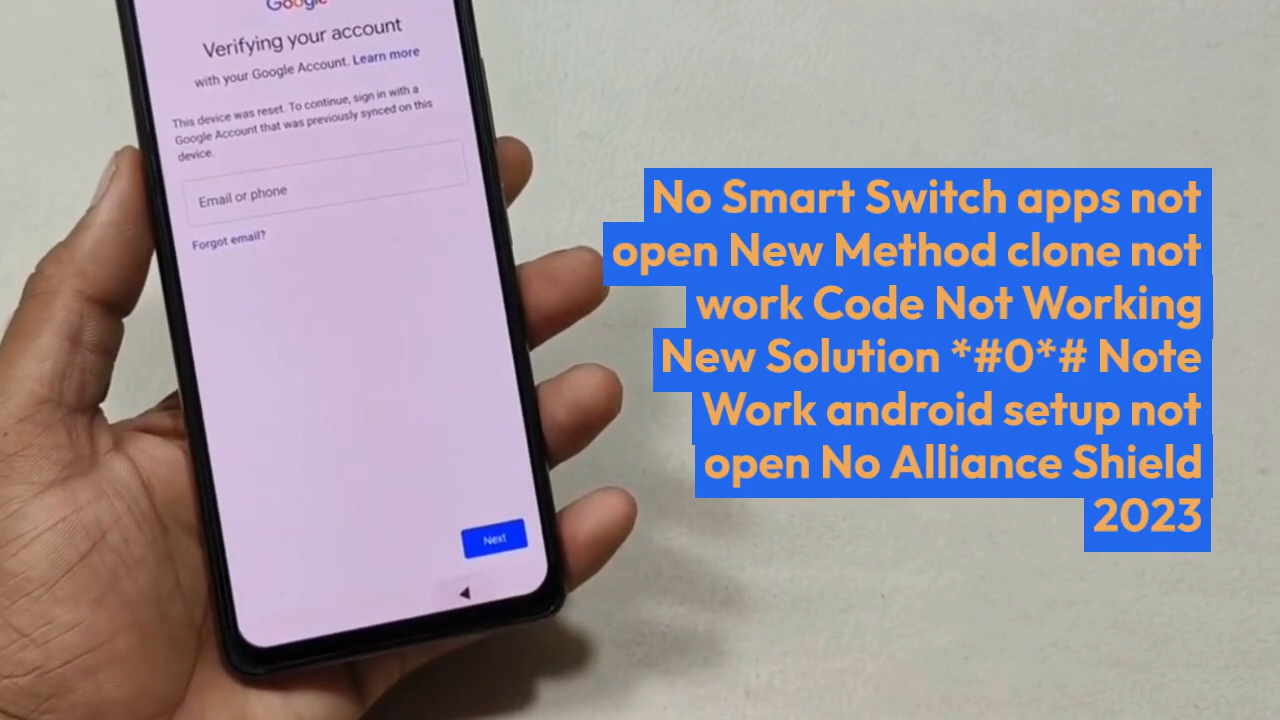 Google
Verifying your account
with your Google Account. Learn more
This device was reset. To continue, sign in with a
Google Account that was previously synced on this
device.
Email or phone
Forgot email?
Next
No Smart Switch apps not
open New Method clone not
work Code Not Working
New Solution *#0*# Note
Work android setup not
open No Alliance Shield
2023